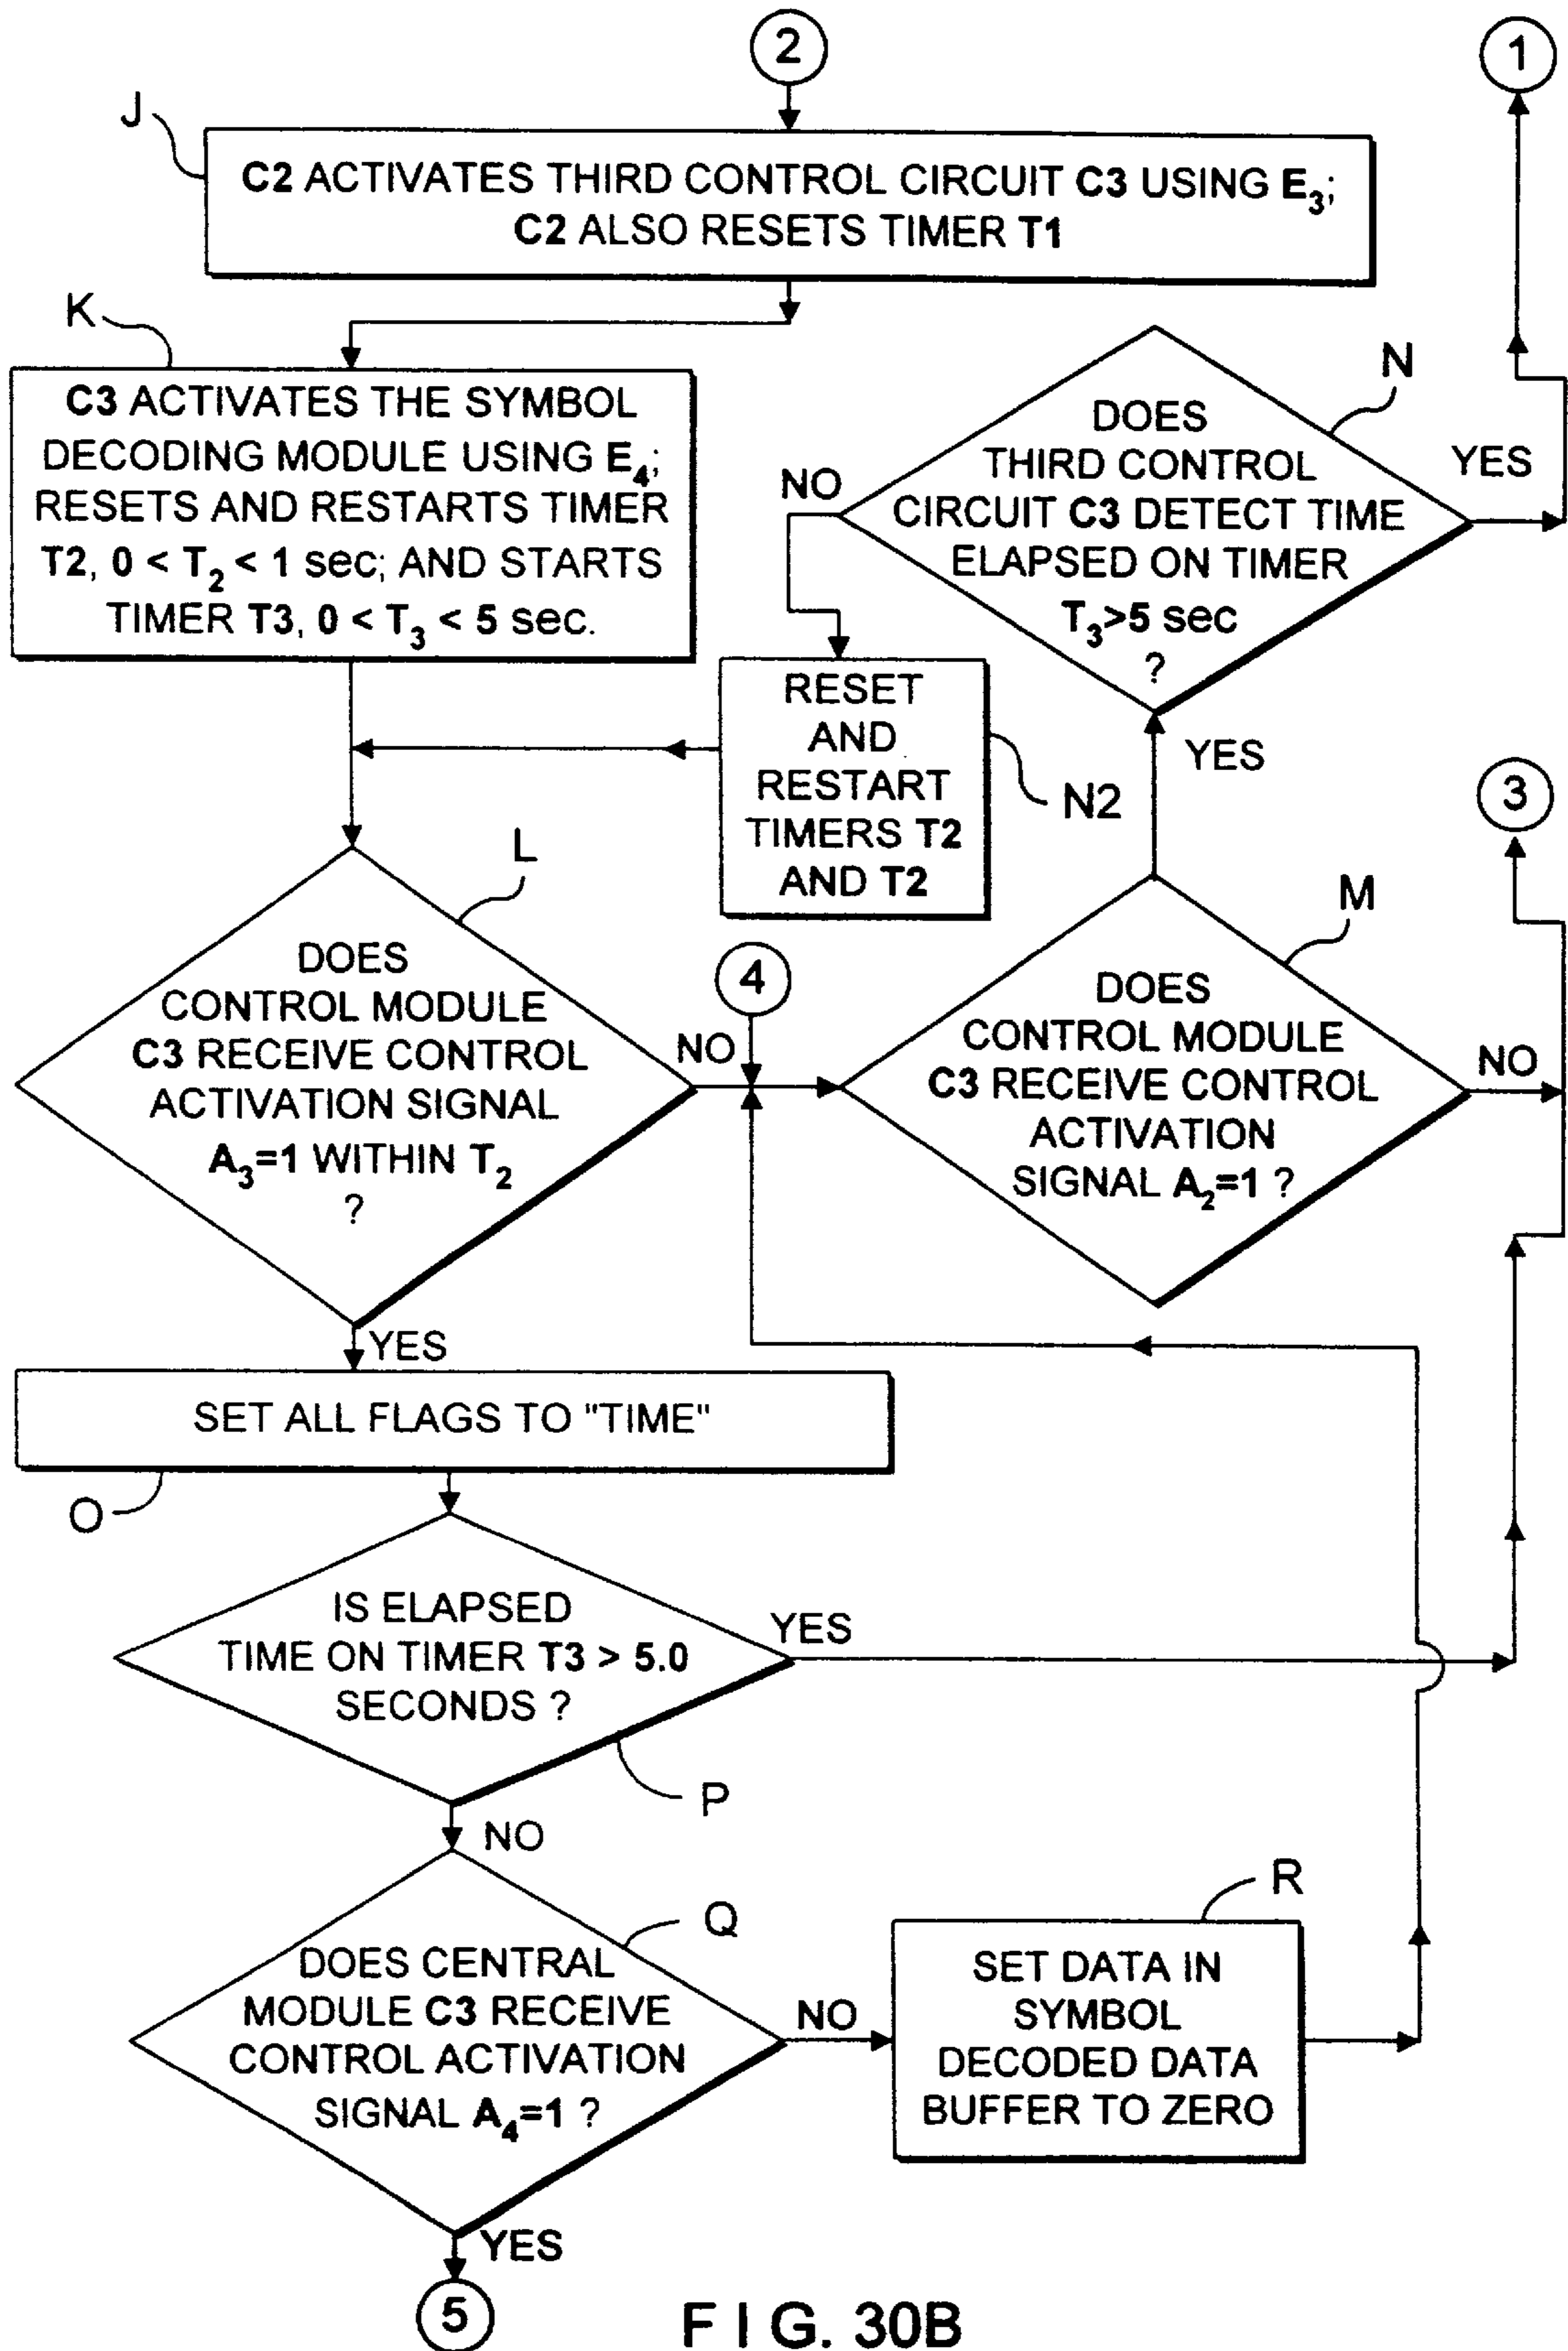 2
1
J
C2 ACTIVATES THIRD CONTROL CIRCUIT C3 USING E3;
C2 ALSO RESETS TIMER T1
K
C3 ACTIVATES THE SYMBOL
DECODING MODULE USING E4;
RESETS AND RESTARTS TIMER
T2, 0 < T2 < 1 sec; AND STARTS
TIMER T3, 0 < T3 < 5 sec.
N
DOES
THIRD CONTROL
CIRCUIT C3 DETECT TIME
ELAPSED ON TIMER
T3>5 sec
?
NO
YES
RESET
AND
RESTART
TIMERS T2
AND T2
N2
YES
3
L
DOES
CONTROL MODULE
C3 RECEIVE CONTROL
ACTIVATION SIGNAL
A3=1 WITHIN T2
?
NO
4
M
DOES
CONTROL MODULE
C3 RECEIVE CONTROL
ACTIVATION
SIGNAL A2=1 ?
NO
YES
SET ALL FLAGS TO "TIME"
O
IS ELAPSED
TIME ON TIMER T3 > 5.0
SECONDS ?
YES
P
NO
Q
DOES CENTRAL
MODULE C3 RECEIVE
CONTROL ACTIVATION
SIGNAL A4=1 ?
NO
R
SET DATA IN
SYMBOL
DECODED DATA
BUFFER TO ZERO
YES
5
FIG. 30B